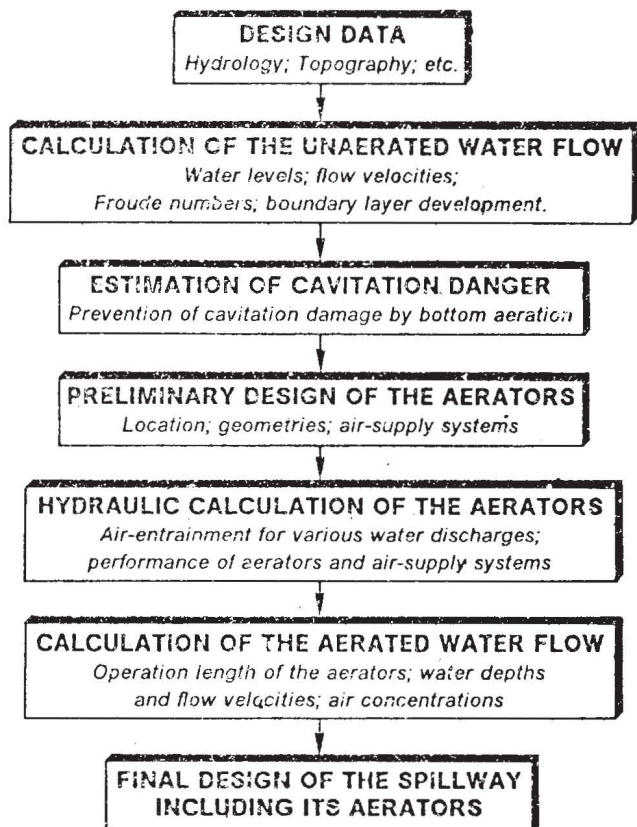 DESIGN DATA
Hydrology; Topography; etc.
CALCULATION OF THE UNAERATED WATER FLOW
Water levels; flow velocities;
Froude numbers; boundary layer development.
ESTIMATION OF CAVITATION DANGER
Prevention of cavitation damage by bottom aeration
PRELIMINARY DESIGN OF THE AERATORS
Location; geometries; air-supply systems
HYDRAULIC CALCULATION OF THE AERATORS
Air-entrainment for various water discharges;
performance of aerators and air-supply systems
CALCULATION OF THE AERATED WATER FLOW
Operation length of the aerators; water depths
and flow velocities; air concentrations
FINAL DESIGN OF THE SPILLWAY
INCLUDING ITS AERATORS